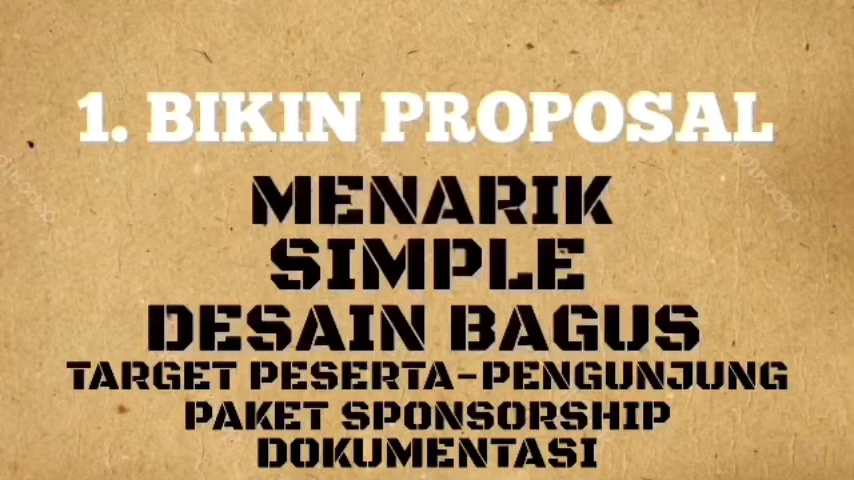 1. BIKIN PROPOSAL
MENARIK
SIMPLE
DESAIN BAGUS
TARGET PESERTA-PENGUNJUNG
PAKET SPONSORSHIP
DOKUMENTASI